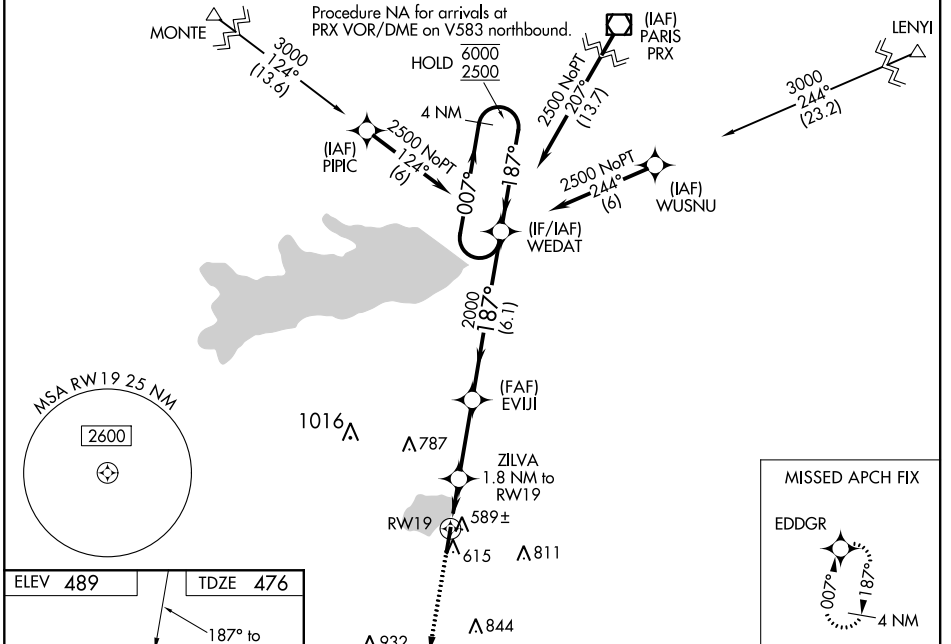 Procedure NA for arrivals at
PRX VOR/DME on V583 northbound.
MONTE
3000
124°
(13.6)
HOLD 6000
2500
4 NM
(IAF)
PARIS
PRX
2500 NoPT
207°
(13.7)
LENYI
3000
244°
(23.2)
(IAF)
PIPIC
2500 NoPT
124°
(6)
007°
187°
2500 NoPT
244°
(6)
(IAF)
WUSNU
(IF/IAF)
WEDAT
2000
187°
(6.1)
MSA RW19 25 NM
2600
(FAF)
EVIJI
1016
787
ZILVA
1.8 NM to
RW19
RW19
589±
615
811
MISSED APCH FIX
EDDGR
007°
187°
4 NM
ELEV 489
TDZE 476
187° to
844
932